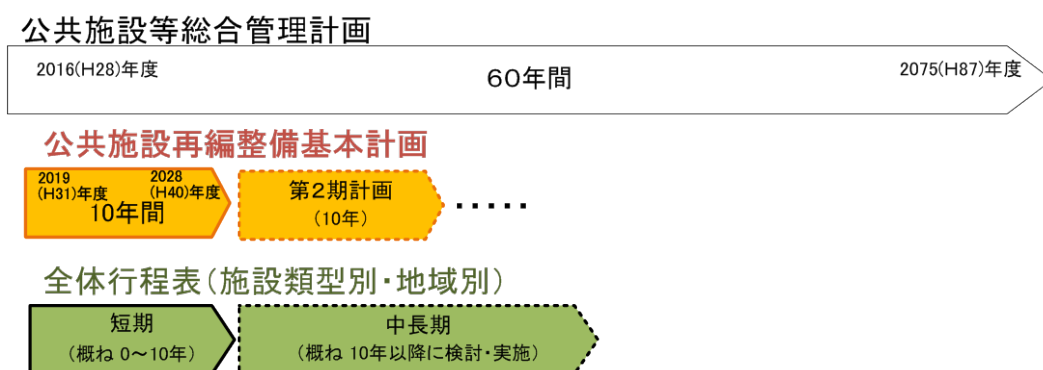 公共施設等総合管理計画
2016(H28)年度
60年間
2075(H87)年度
公共施設再編整備基本計画
2019
(H31)年度
2028
(H40)年度
10年間
第2期計画
(10年)
・・・・・
全体行程表(施設類型別・地域別)
短期
(概ね 0～10年)
中長期
(概ね 10年以降に検討・実施)